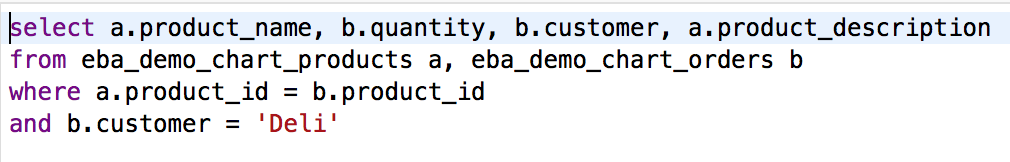 select a.product_name, b.quantity, b.customer, a.product_description
from eba_demo_chart_products a, eba_demo_chart_orders b
where a.product_id = b.product_id
and b.customer = 'Deli'